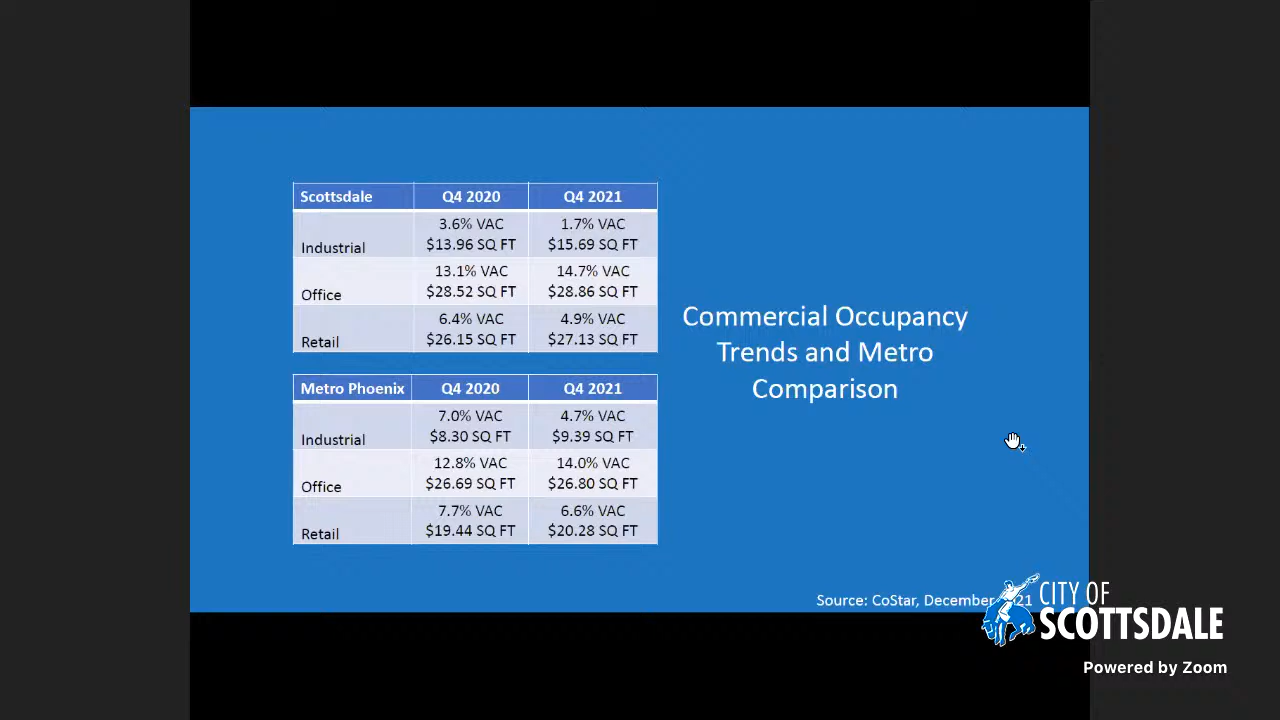 Scottsdale Q4 2020 Q4 2021
3.6% VAC 1.7% VAC
Industrial $13.96 SQ FT $15.69 SQ FT
13.1% VAC 14.7% VAC
Office $28.52 SQ FT $28.86 SQ FT
6.4% VAC 4.9% VAC
Retail $26.15 SQ FT $27.13 SQ FT
Metro Phoenix Q4 2020 Q4 2021
7.0% VAC 4.7% VAC
Industrial $8.30 SQ FT $9.39 SQ FT
12.8% VAC 14.0% VAC
Office $26.69 SQ FT $26.80 SQ FT
7.7% VAC 6.6% VAC
Retail $19.44 SQ FT $20.28 SQ FT
Commercial Occupancy
Trends and Metro
Comparison
Source: CoStar, December
CITY OF
SCOTTSDALE
Powered by Zoom